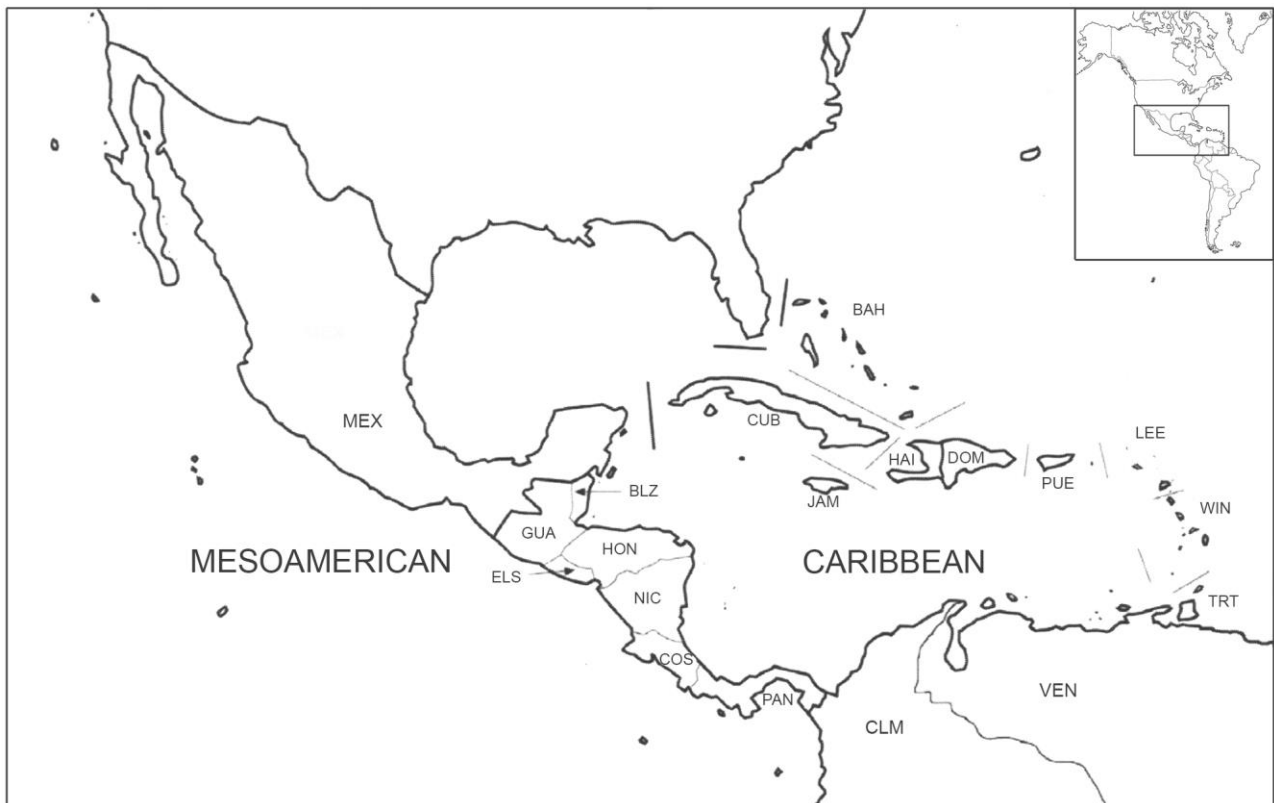 BAH
MEX
CUB
LEE
HAI
DOM
PUE
JAM
BLZ
WIN
GUA
HON
MESOAMERICAN
CARIBBEAN
ELS
NIC
TRT
COS
VEN
PAN
CLM